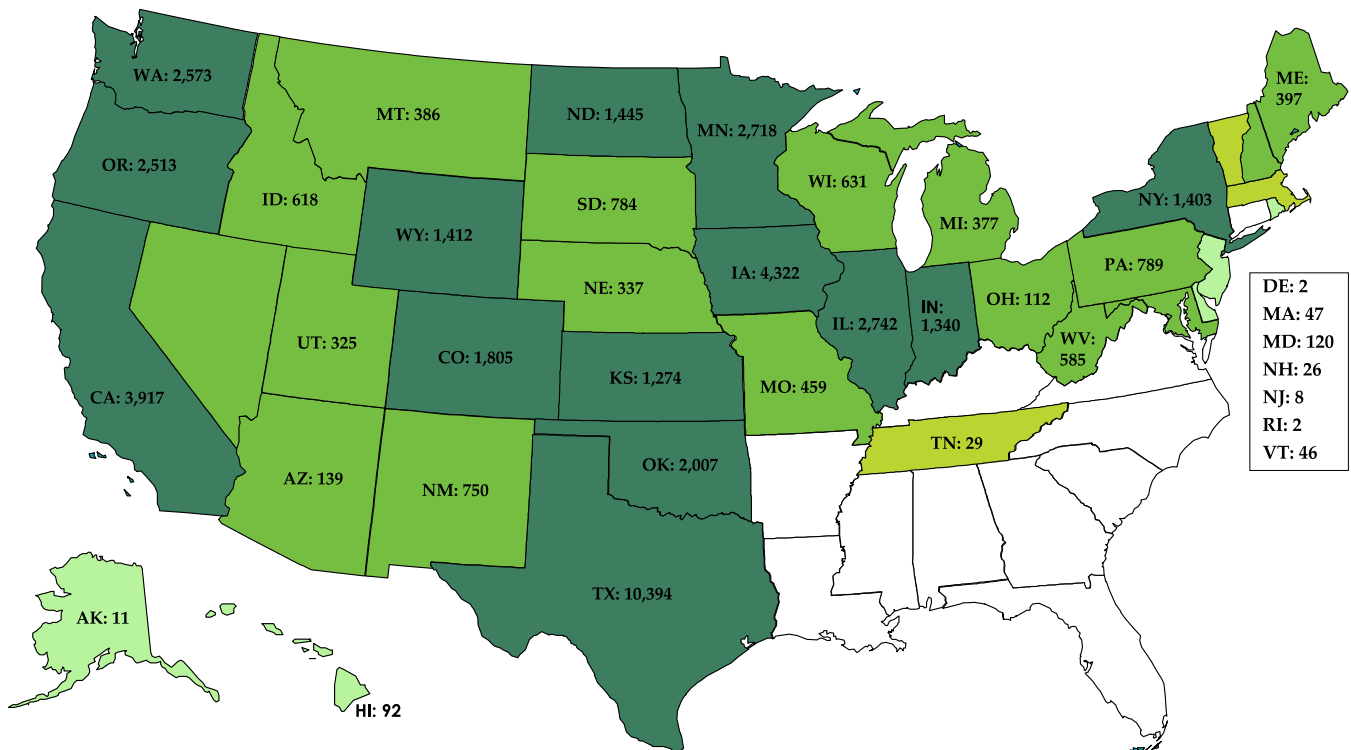 WA: 2,573
MT: 386
ND: 1,445
MN: 2,718
ME:
397
OR: 2,513
ID: 618
SD: 784
WI: 631
MI: 377
NY: 1,403
WY: 1,412
IA: 4,322
NE: 337
PA: 789
OH: 112
IL: 2,742
IN:
1,340
UT: 325
CO: 1,805
WV:
585
KS: 1,274
MO: 459
CA: 3,917
TN: 29
OK: 2,007
AZ: 139
NM: 750
TX: 10,394
AK: 11
HI: 92
DE: 2
MA: 47
MD: 120
NH: 26
NJ: 8
RI: 2
VT: 46